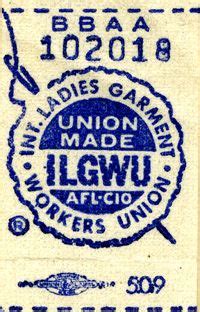 BBAA
102018
INT. LADIES GARMENT
UNION
MADE
ILGWU
AFL-CIO
WORKERS UNION
®
509